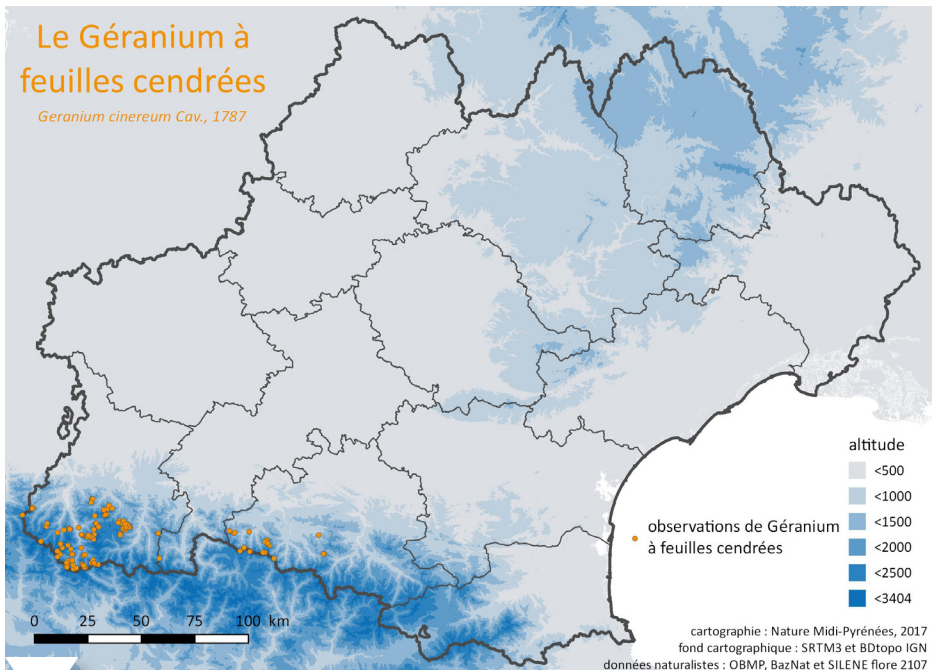 Le Géranium à
feuilles cendrées
Geranium cinereum Cav., 1787
altitude
<500
<1000
<1500
<2000
<2500
<3404
observations de Géranium
à feuilles cendrées
0 25 50 75 100 km
cartographie : Nature Midi-Pyrénées, 2017
fond cartographique : SRTM3 et BDtopo IGN
données naturalistes : OBMP, BazNat et SILENE flore 2107